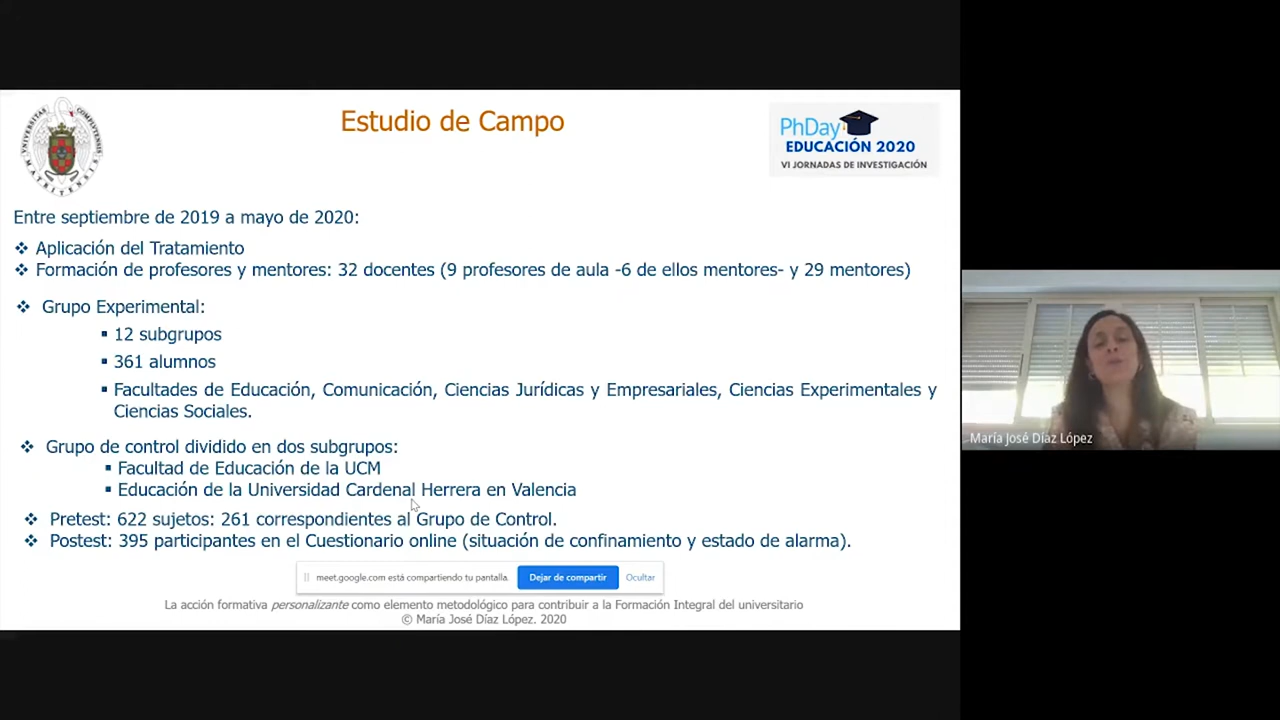 UNIVERSITAS COMPLUTENSIS
MATRITENSIS
Estudio de Campo
PhDay
EDUCACIÓN 2020
VI JORNADAS DE INVESTIGACIÓN
Entre septiembre de 2019 a mayo de 2020:
❖ Aplicación del Tratamiento
❖ Formación de profesores y mentores: 32 docentes (9 profesores de aula -6 de ellos mentores- y 29 mentores)
❖ Grupo Experimental:
▪ 12 subgrupos
▪ 361 alumnos
▪ Facultades de Educación, Comunicación, Ciencias Jurídicas y Empresariales, Ciencias Experimentales y
Ciencias Sociales.
❖ Grupo de control dividido en dos subgrupos:
▪ Facultad de Educación de la UCM
▪ Educación de la Universidad Cardenal Herrera en Valencia
❖ Pretest: 622 sujetos: 261 correspondientes al Grupo de Control.
❖ Postest: 395 participantes en el Cuestionario online (situación de confinamiento y estado de alarma).
meet.google.com está compartiendo tu pantalla. Dejar de compartir Ocultar
La acción formativa personalizante como elemento metodológico para contribuir a la Formación Integral del universitario
© María José Díaz López. 2020
María José Díaz López